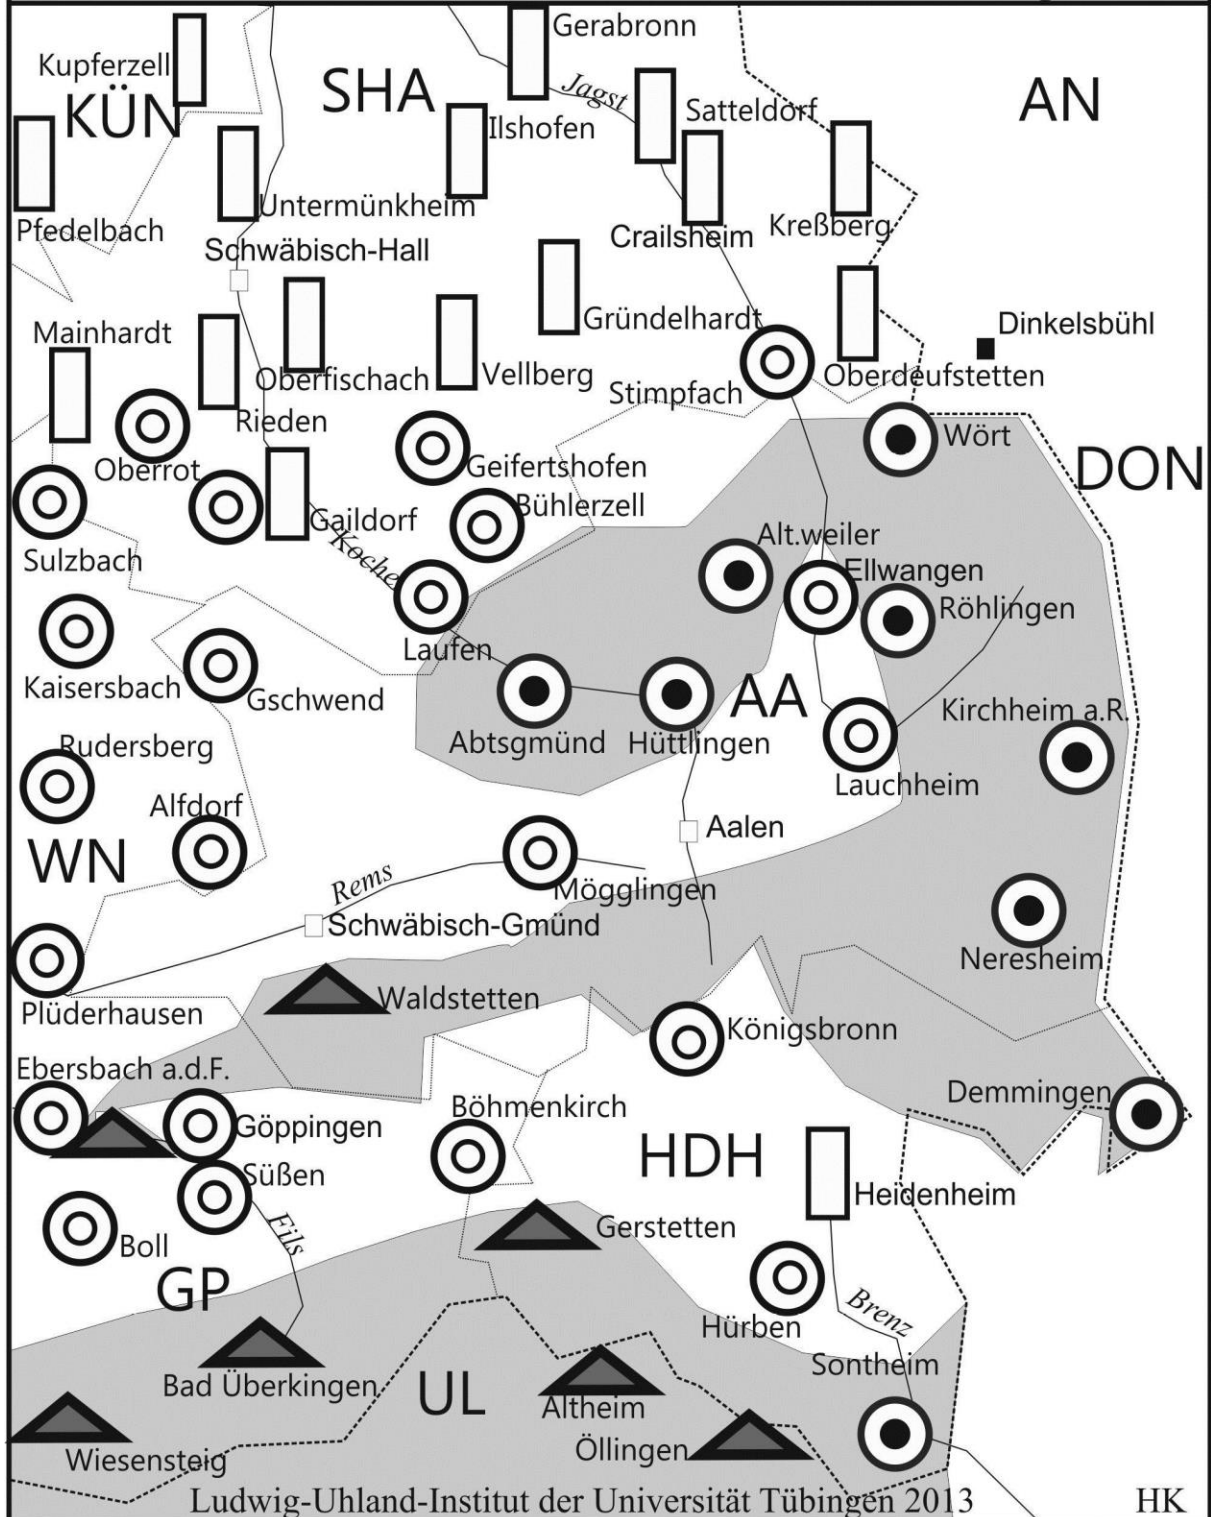 Gerabronn
Kupferzell
SHA
Jagst
AN
KÜN
Satteldorf
Ilshofen
Untermünkheim
Pfedelbach
Kreßberg
Crailsheim
Schwäbisch-Hall
Gründelhardt
Dinkelsbühl
Mainhardt
Oberfischach
Vellberg
Oberdeufstetten
Stimpfach
Rieden
Wört
Oberrot
Geifertshofen
DON
Bühlerzell
Gaildorf
Alt.weiler
Kocher
Sulzbach
Ellwangen
Röhlingen
Laufen
Kaisersbach
Gschwend
AA
Kirchheim a.R.
Rudersberg
Abtsgmünd
Hüttlingen
Lauchheim
Alfdorf
Aalen
WN
Rems
Mögglingen
Schwäbisch-Gmünd
Neresheim
Waldstetten
Plüderhausen
Königsbronn
Ebersbach a.d.F.
Demmingen
Böhmenkirch
Göppingen
HDH
Süßen
Heidenheim
Gerstetten
Fils
Boll
GP
Brenz
Hürben
Sontheim
Bad Überkingen
UL
Altheim
Öllingen
Wiesensteig
Ludwig-Uhland-Institut der Universität Tübingen 2013
HK